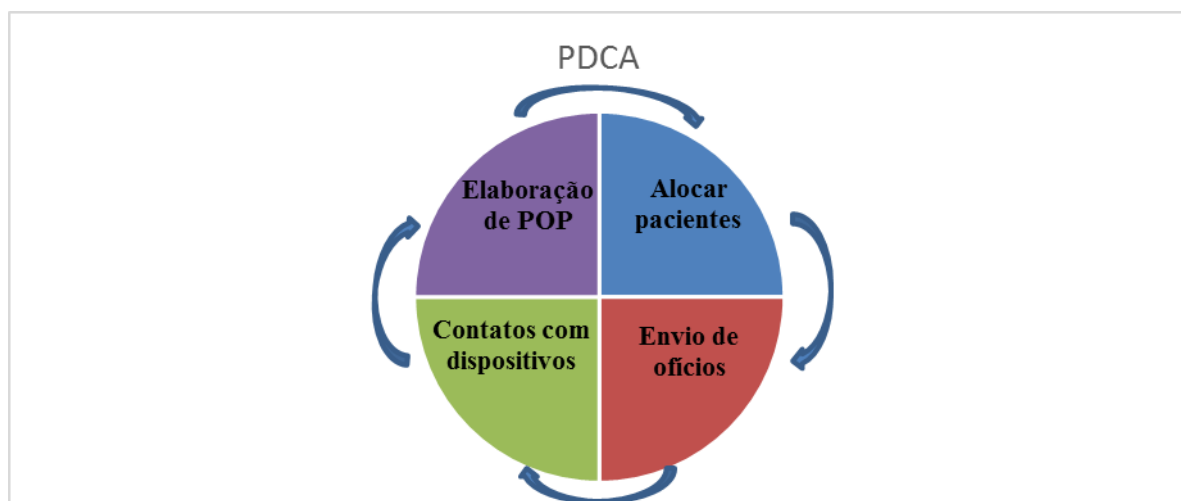 PDCA
Elaboração
de POP
Alocar
pacientes
Contatos com
dispositivos
Envio de
ofícios